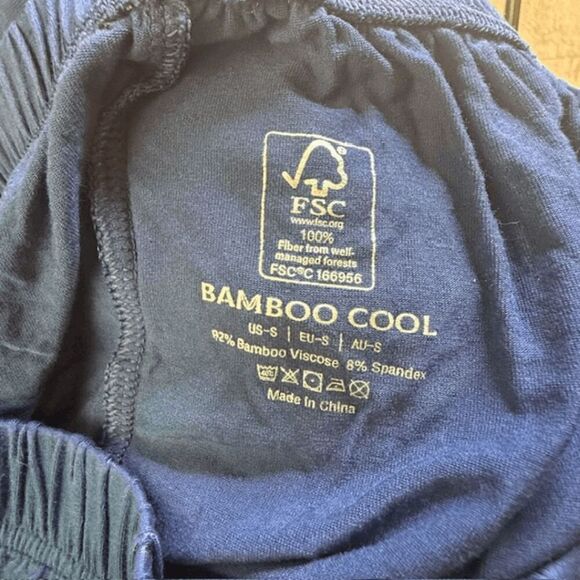 FSC
www.fsc.org
100%
Fiber from well-
managed forests
FSC®C 166956
BAMBOO COOL
US-S | EU-S | AU-S
92% Bamboo Viscose 8% Spandex
Made in China